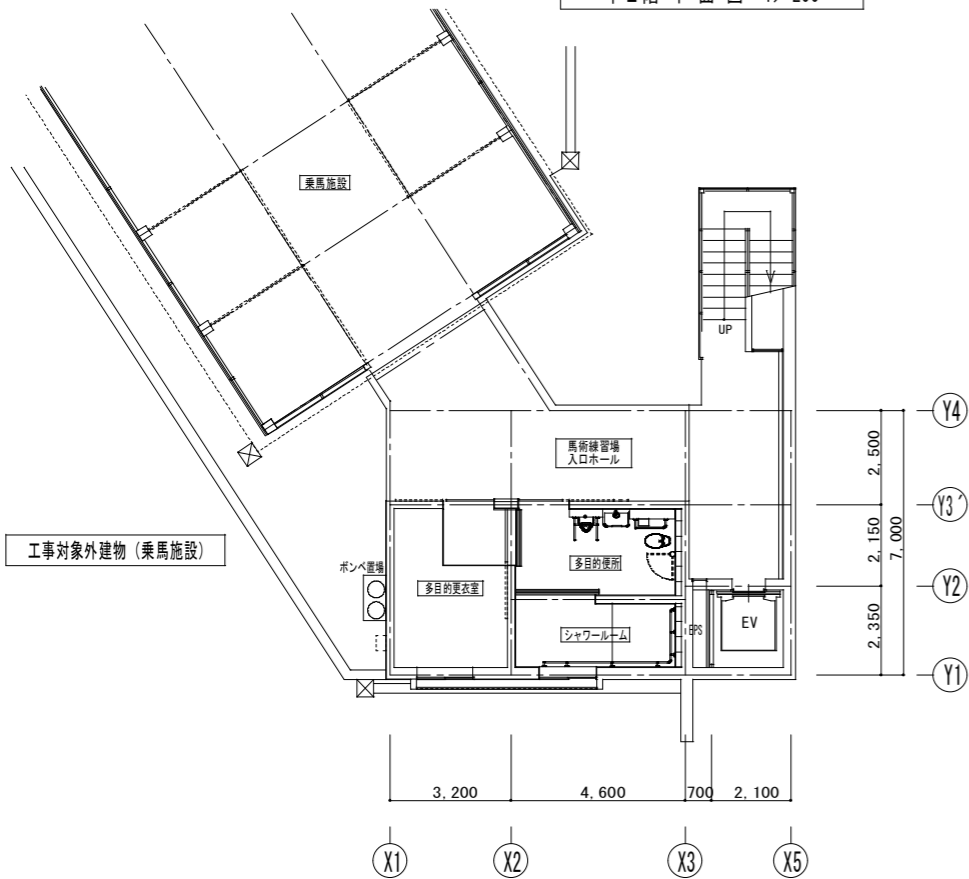 乗馬施設
UP
馬術練習場
入口ホール
Y4
2,500
Y3´
工事対象外建物(乗馬施設)
ボンベ置場
多目的更衣室
多目的便所
2,150
7,000
Y2
シャワールーム
EPS
EV
2,350
Y1
3,200
4,600
700
2,100
X1
X2
X3
X5